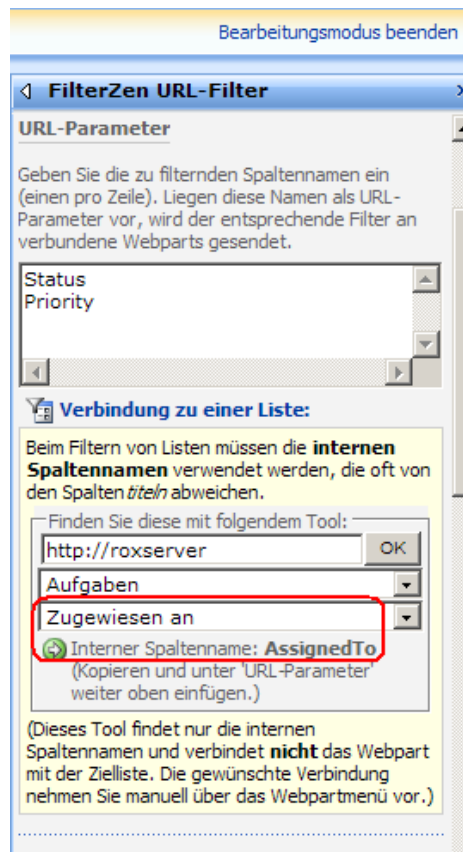 Bearbeitungsmodus beenden
FilterZen URL-Filter
URL-Parameter
Geben Sie die zu filternden Spaltennamen ein
(einen pro Zeile). Liegen diese Namen als URL-
Parameter vor, wird der entsprechende Filter an
verbundene Webparts gesendet.
Status
Priority
Verbindung zu einer Liste:
Beim Filtern von Listen müssen die internen
Spaltennamen verwendet werden, die oft von
den Spaltentiteln abweichen.
Finden Sie diese mit folgendem Tool:
http://roxserver
OK
Aufgaben
Zugewiesen an
Interner Spaltenname: AssignedTo
(Kopieren und unter 'URL-Parameter'
weiter oben einfügen.)
(Dieses Tool findet nur die internen
Spaltennamen und verbindet nicht das Webpart
mit der Zielliste. Die gewünschte Verbindung
nehmen Sie manuell über das Webpartmenü vor.)